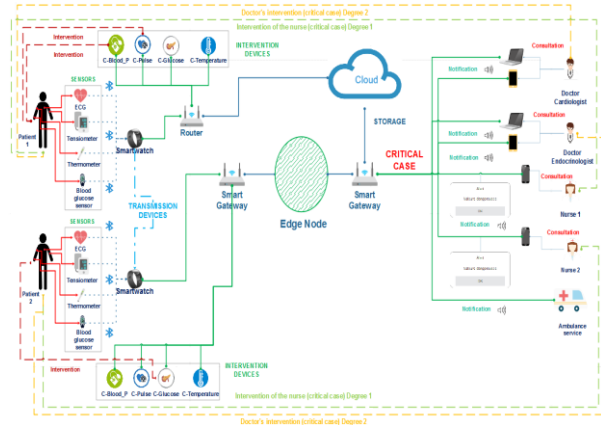 Doctor's intervention (critical case) Degree 2
Intervention of the nurse (critical case) Degree 1
Intervention
Intervention
C-Blood_P C-Pulse C-Glucose C-Temperature
INTERVENTION
DEVICES
SENSORS
ECG
Tensiometer
Thermometer
Blood
glucose
sensor
Patient
1
Smartwatch
Router
Cloud
STORAGE
Smart
Gateway
Edge Node
Smart
Gateway
CRITICAL
CASE
TRANSMISSION
DEVICES
Notification
Consultation
Doctor
Cardiologist
Notification
Consultation
Notification
Doctor
Endocrinologist
Consultation
Nurse 1
Notification
Consultation
Nurse 2
Notification
Ambulance
service
SENSORS
ECG
Tensiometer
Thermometer
Blood
glucose
sensor
Patient
2
Smartwatch
Intervention
C-Blood_P C-Pulse C-Glucose C-Temperature
INTERVENTION
DEVICES
Intervention of the nurse (critical case) Degree 1
Doctor's intervention (critical case) Degree 2